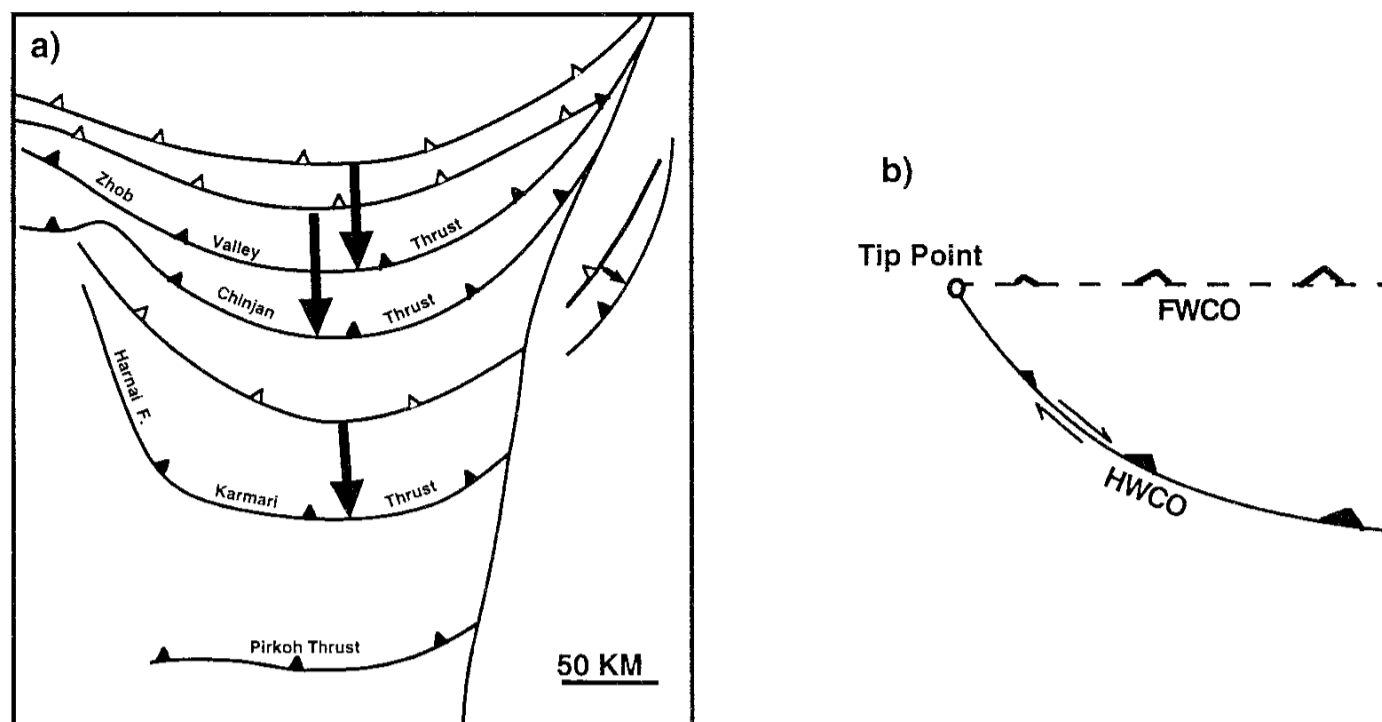 a)
Zhob
Valley
Thrust
Chinjan
Thrust
Harnai F.
Karmari
Thrust
Pirkoh Thrust
50 KM
b)
Tip Point
FWCO
HWCO